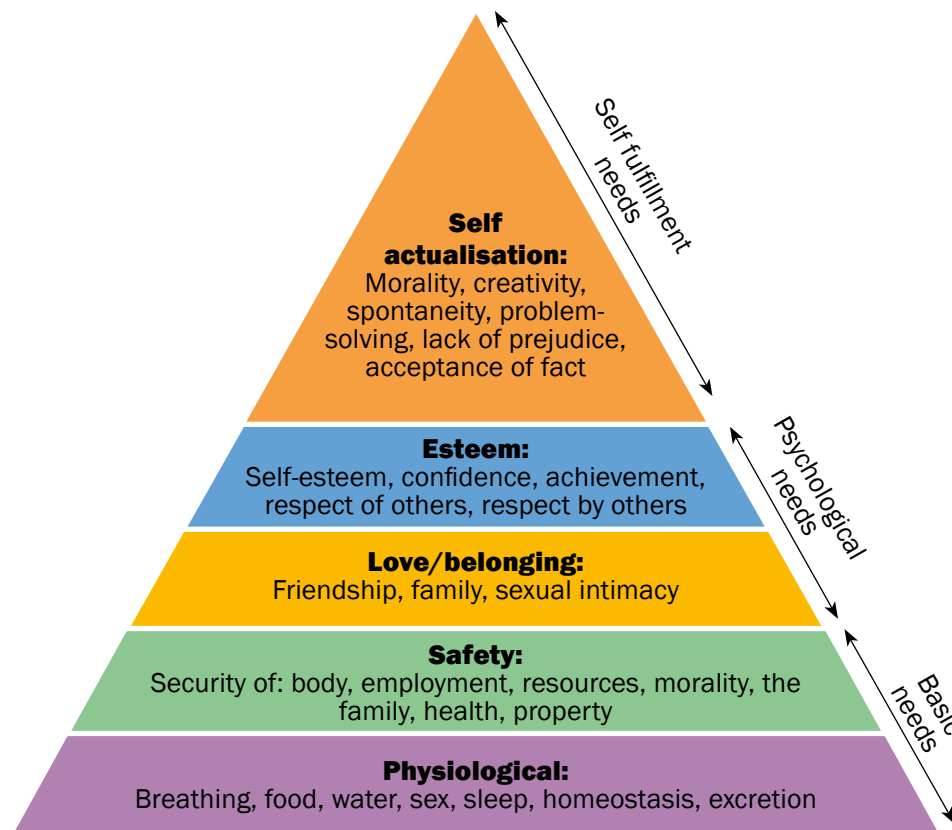 Self
actualisation:
Morality, creativity,
spontaneity, problem-
solving, lack of prejudice,
acceptance of fact
Self fulfillment
needs
Esteem:
Self-esteem, confidence, achievement,
respect of others, respect by others
Psychological
needs
Love/belonging:
Friendship, family, sexual intimacy
Safety:
Security of: body, employment, resources, morality, the
family, health, property
Basic
needs
Physiological:
Breathing, food, water, sex, sleep, homeostasis, excretion